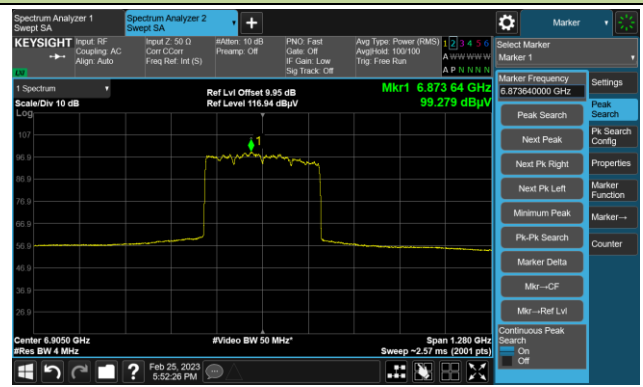 Spectrum Analyzer 1
Swept SA
Spectrum Analyzer 2
Swept SA
Marker
KEYSIGHT
Input: RF
Coupling: AC
Align: Auto
Input Z: 50 Ω
Corr CCorr
Freq Ref: Int (S)
#Atten: 10 dB
Preamp: Off
PNO: Fast
Gate: Off
IF Gain: Low
Sig Track: Off
Avg Type: Power (RMS)
Avg|Hold: 100/100
Trig: Free Run
1 2 3 4 5 6
A W W W W W
A P N N N N
LVI
Select Marker
Marker 1
1 Spectrum
Scale/Div 10 dB
Ref Lvl Offset 9.95 dB
Ref Level 116.94 dBµV
Mkr1 6.873 64 GHz
99.279 dBµV
Log
107
96.9
86.9
76.9
66.9
56.9
46.9
36.9
26.9
1
Center 6.9050 GHz
#Res BW 4 MHz
#Video BW 50 MHz*
Span 1.280 GHz
Sweep ~2.57 ms (2001 pts)
Marker Frequency
6.873640000 GHz
Peak Search
Next Peak
Next Pk Right
Next Pk Left
Minimum Peak
Pk-Pk Search
Marker Delta
Mkr→CF
Mkr→Ref Lvl
Continuous Peak
Search
On
Off
Settings
Peak
Search
Pk Search
Config
Properties
Marker
Function
Marker→
Counter
?
Feb 25, 2023
5:52:26 PM